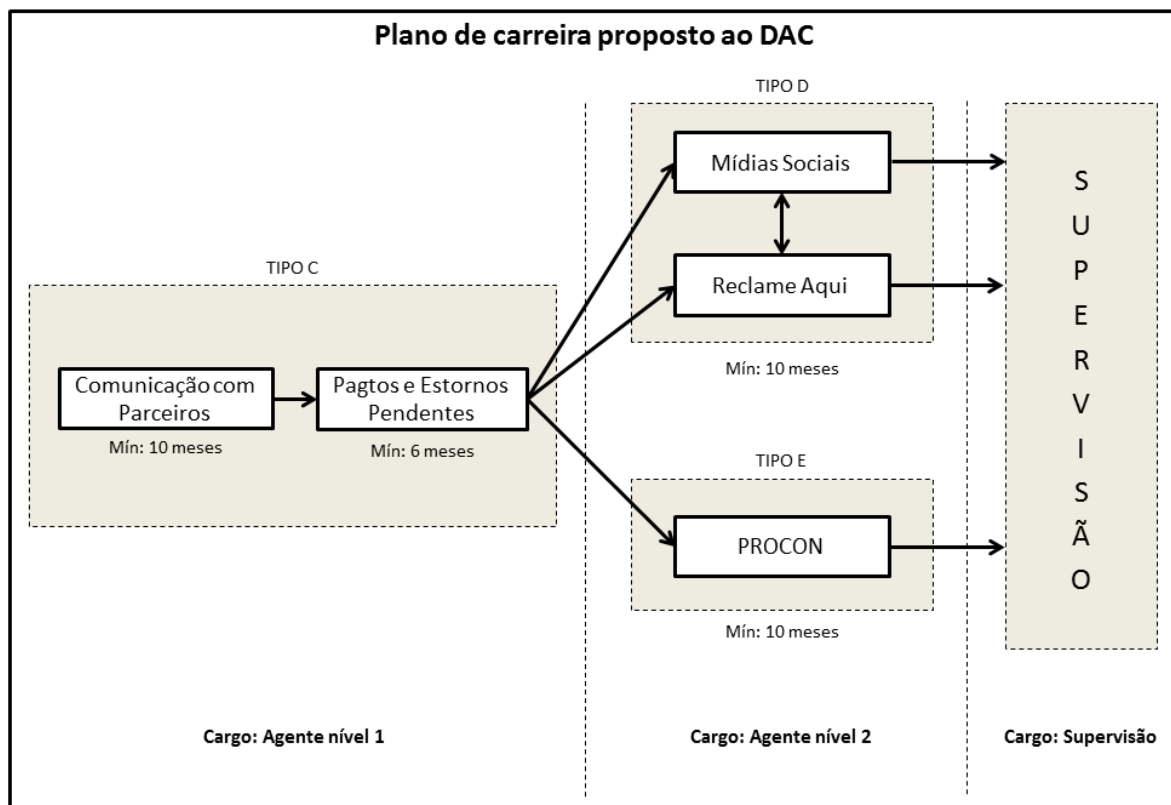 Plano de carreira proposto ao DAC
TIPO C
Comunicação com
Parceiros
Mín: 10 meses
Pagtos e Estornos
Pendentes
Mín: 6 meses
Cargo: Agente nível 1
TIPO D
Mídias Sociais
Reclame Aqui
Mín: 10 meses
TIPO E
PROCON
Mín: 10 meses
Cargo: Agente nível 2
S
U
P
E
R
V
I
S
Ã
O
Cargo: Supervisão